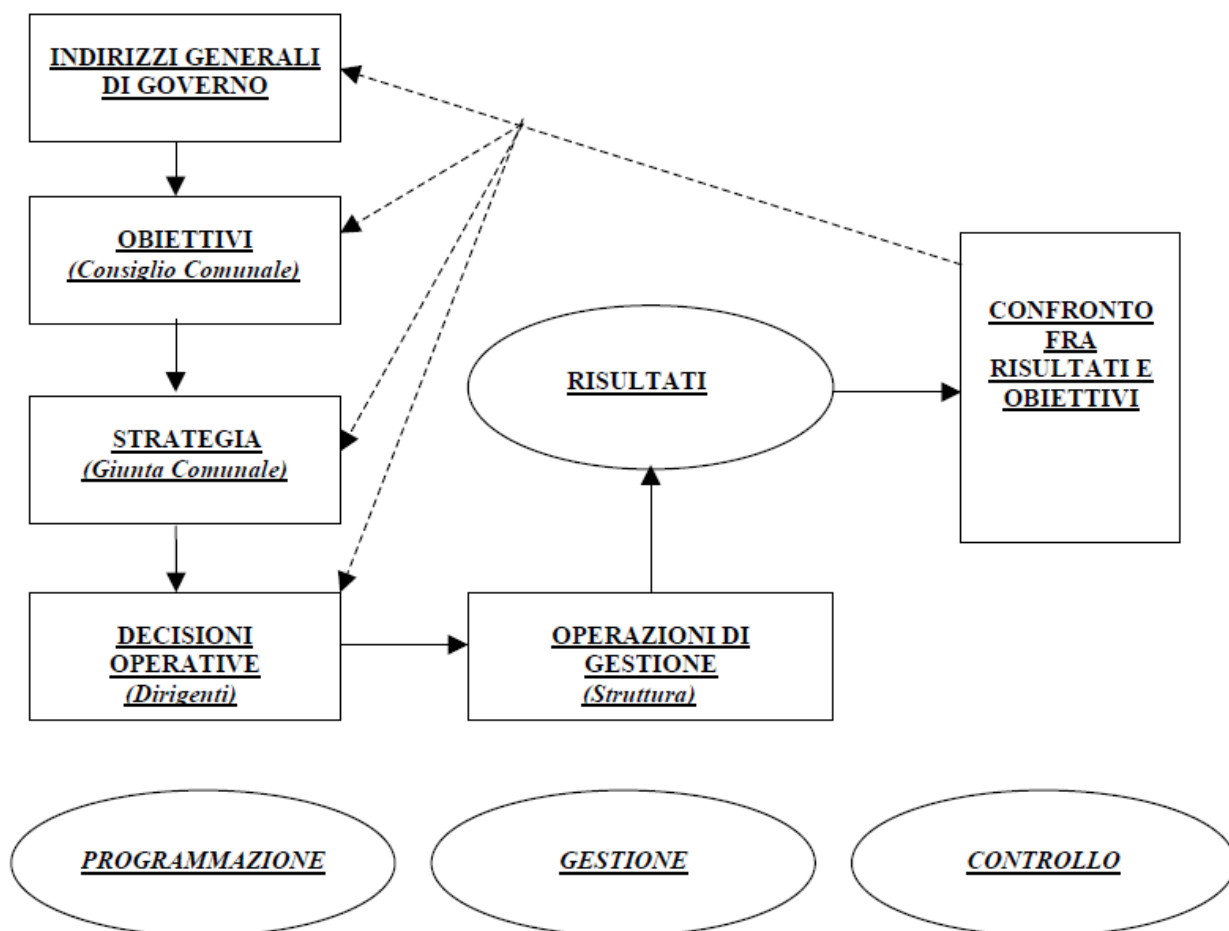 INDIRIZZI GENERALI
DI GOVERNO
OBIETTIVI
(Consiglio Comunale)
STRATEGIA
(Giunta Comunale)
DECISIONI
OPERATIVE
(Dirigenti)
OPERAZIONI DI
GESTIONE
(Struttura)
RISULTATI
CONFRONTO
FRA
RISULTATI E
OBIETTIVI
PROGRAMMAZIONE
GESTIONE
CONTROLLO